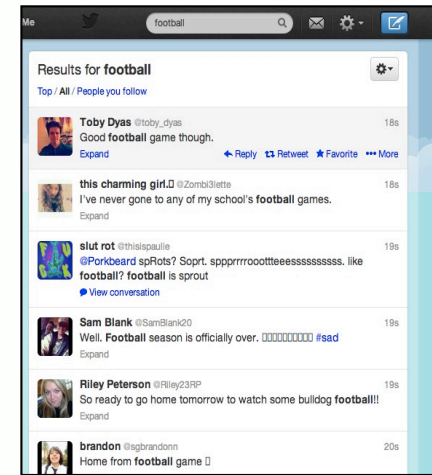 Me football
Results for football
Top / All / People you follow
Toby Dyas @toby_dyas 18s
Good football game though.
Expand Reply Retweet Favorite More
this charming girl.▯ @Zombi3lette 18s
I've never gone to any of my school's football games.
Expand
slut rot @thisispaulie 19s
@Porkbeard spRots? Soprt. spprrrroootttteeesssssssssss. like
football? football is sprout
View conversation
Sam Blank @SamBlank20 19s
Well. Football season is officially over. ▯▯▯▯▯▯▯▯▯▯ #sad
Expand
Riley Peterson @Riley23RP 19s
So ready to go home tomorrow to watch some bulldog football!!
Expand
brandon @sgbrandonn 20s
Home from football game ▯